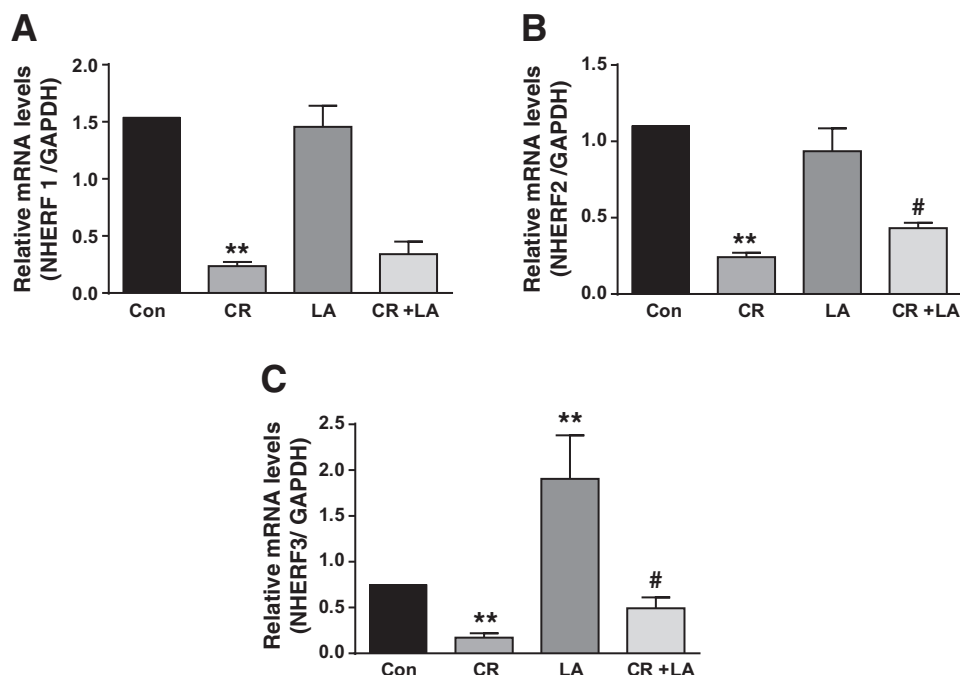 A
Relative mRNA levels
(NHERF 1 /GAPDH)
2.0
1.5
1.0
0.5
0.0
**
Con CR LA CR +LA
B
Relative mRNA levels
(NHERF2 /GAPDH)
1.5
1.0
0.5
0.0
**
#
Con CR LA CR +LA
C
Relative mRNA levels
(NHERF3/ GAPDH)
2.5
2.0
1.5
1.0
0.5
0.0
**
**
#
Con CR LA CR +LA